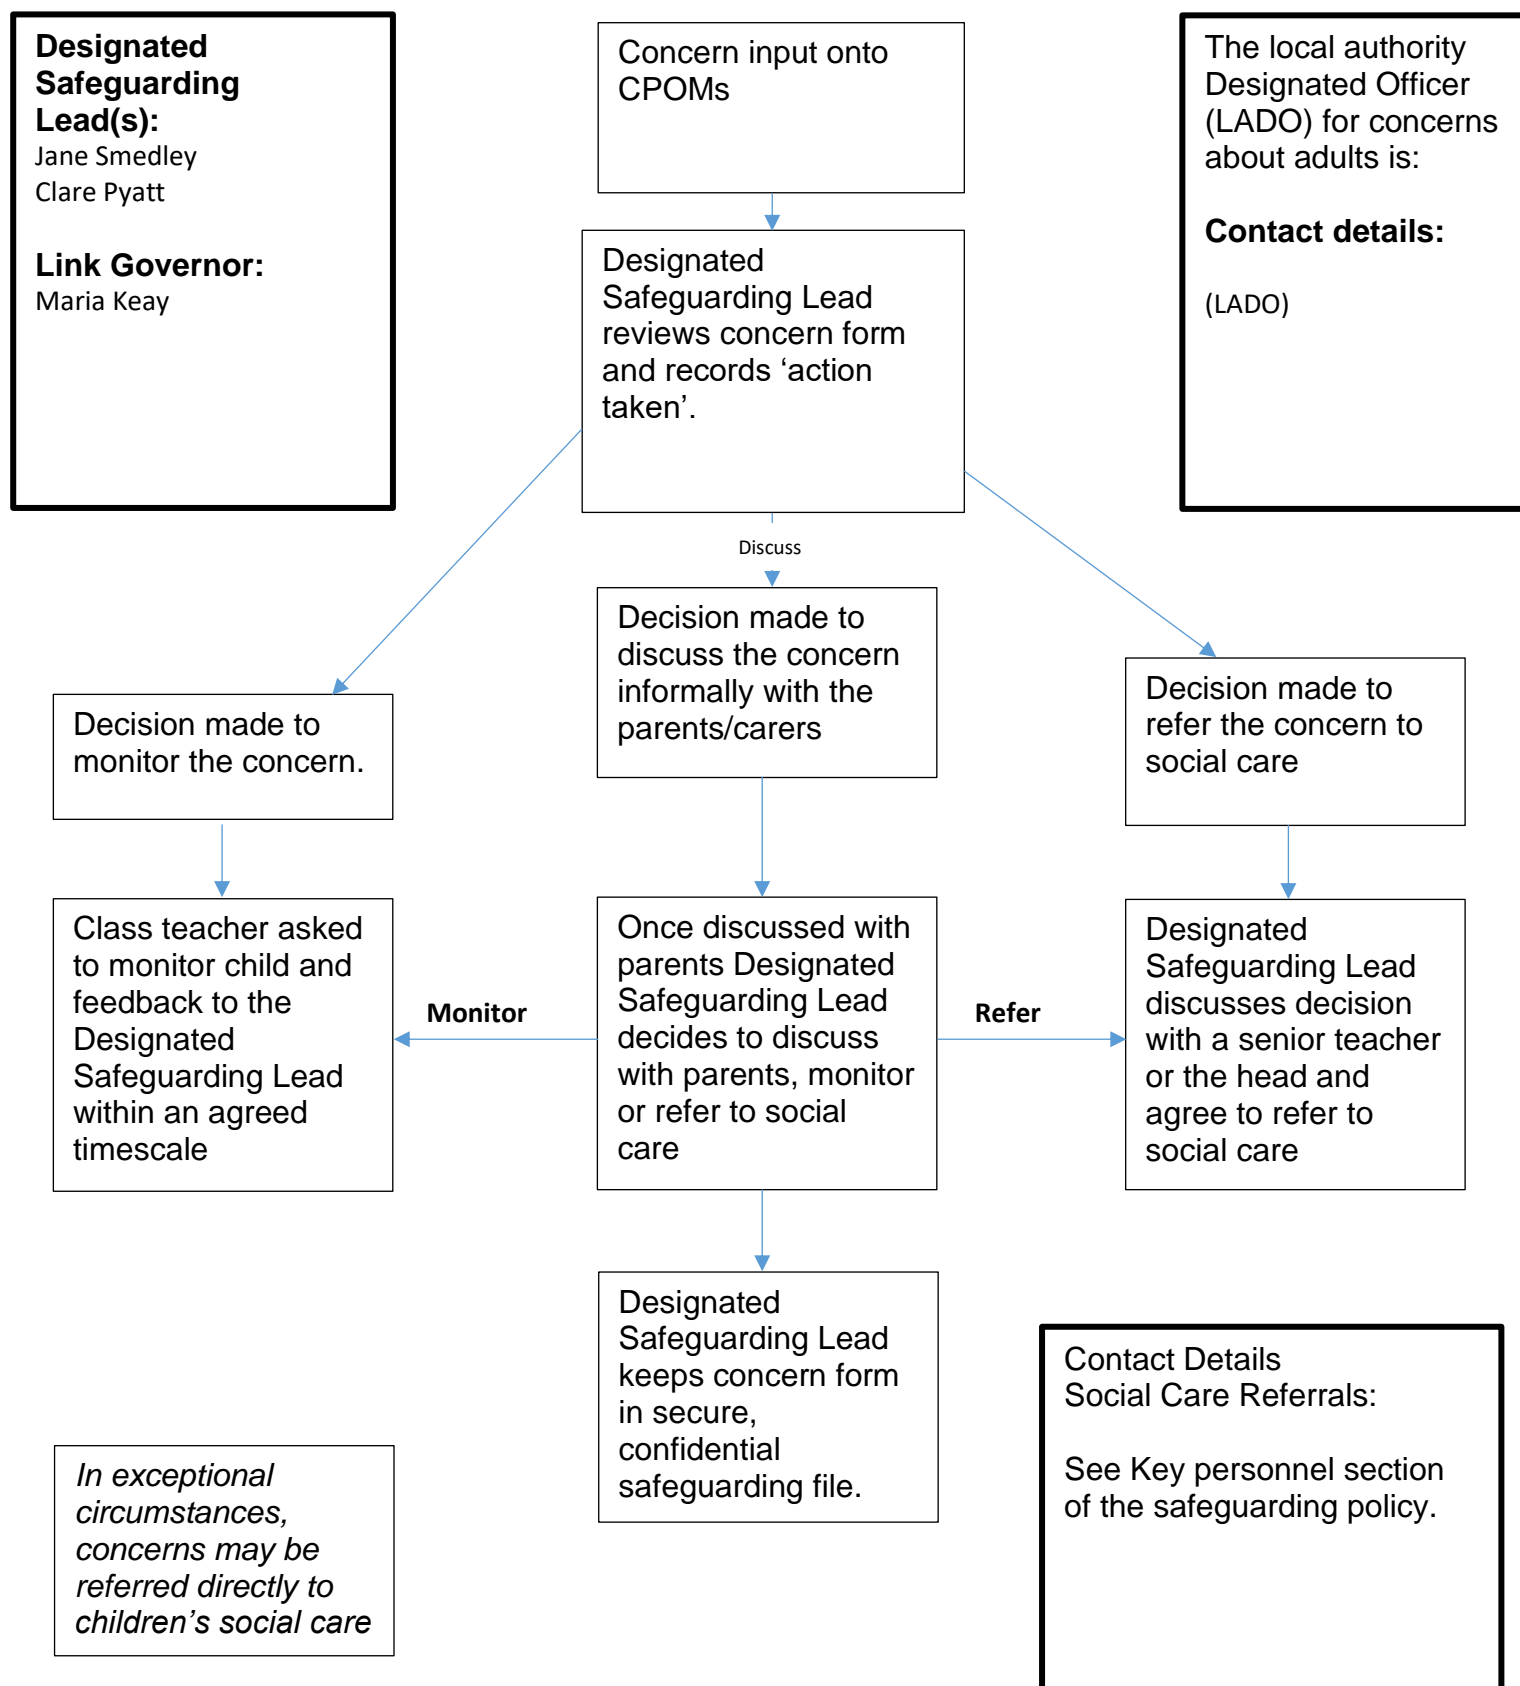 Designated
Safeguarding
Lead(s):
Jane Smedley
Clare Pyatt
Link Governor:
Maria Keay
Concern input onto
CPOMs
The local authority
Designated Officer
(LADO) for concerns
about adults is:
Contact details:
(LADO)
Designated
Safeguarding Lead
reviews concern form
and records ‘action
taken’.
Discuss
Decision made to
monitor the concern.
Decision made to
discuss the concern
informally with the
parents/carers
Decision made to
refer the concern to
social care
Class teacher asked
to monitor child and
feedback to the
Designated
Safeguarding Lead
within an agreed
timescale
Monitor
Once discussed with
parents Designated
Safeguarding Lead
decides to discuss
with parents, monitor
or refer to social
care
Refer
Designated
Safeguarding Lead
discusses decision
with a senior teacher
or the head and
agree to refer to
social care
Designated
Safeguarding Lead
keeps concern form
in secure,
confidential
safeguarding file.
In exceptional
circumstances,
concerns may be
referred directly to
children’s social care
Contact Details
Social Care Referrals:
See Key personnel section
of the safeguarding policy.